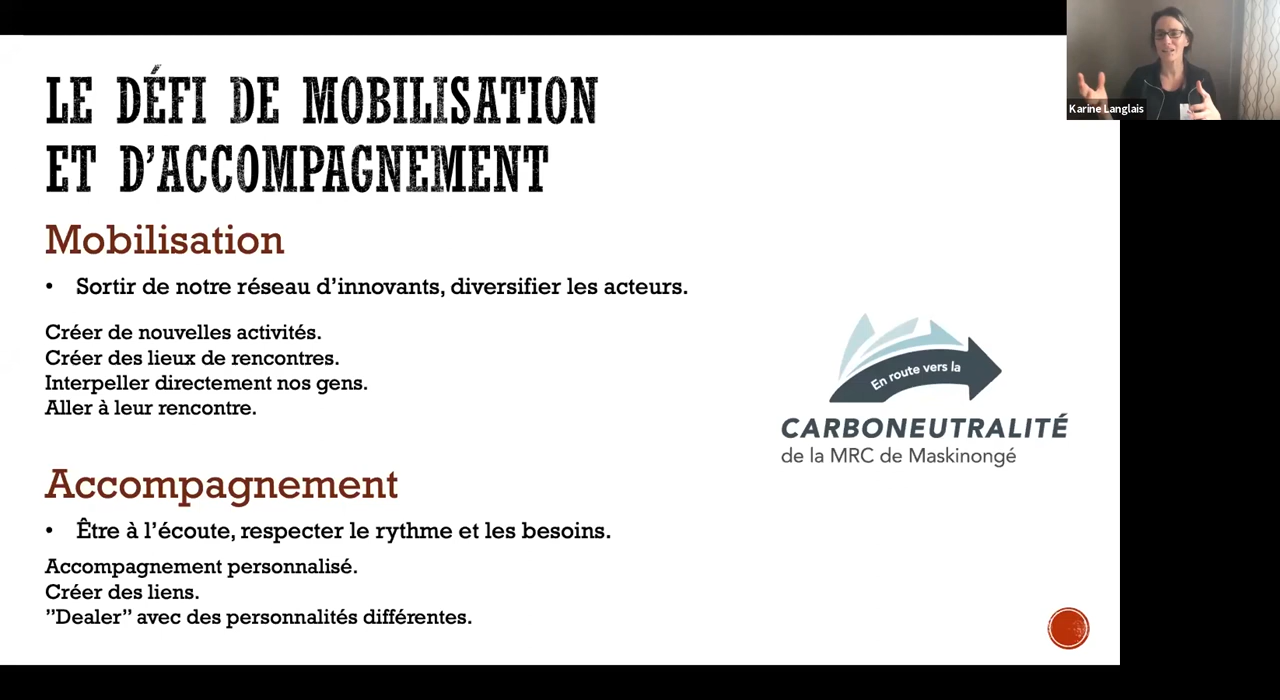 LE DÉFI DE MOBILISATION
ET D’ACCOMPAGNEMENT
Mobilisation
• Sortir de notre réseau d’innovants, diversifier les acteurs.
Créer de nouvelles activités.
Créer des lieux de rencontres.
Interpeller directement nos gens.
Aller à leur rencontre.
Accompagnement
• Être à l’écoute, respecter le rythme et les besoins.
Accompagnement personnalisé.
Créer des liens.
”Dealer” avec des personnalités différentes.
En route vers la
CARBONEUTRALITÉ
de la MRC de Maskinongé
Karine Langlais